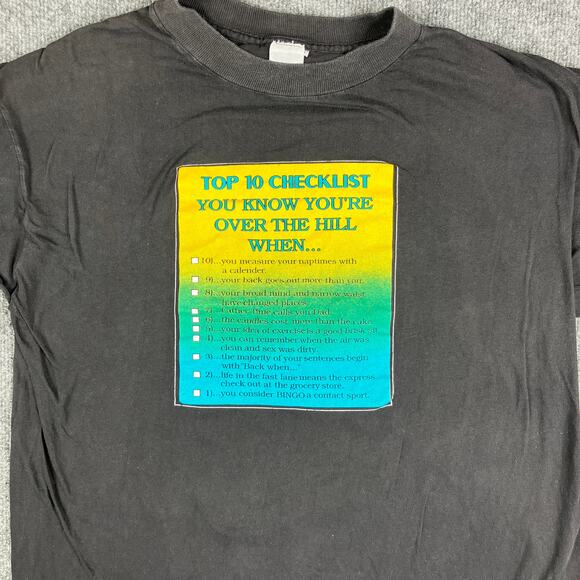 TOP 10 CHECKLIST
YOU KNOW YOU'RE
OVER THE HILL
WHEN...
10)...you measure your naptimes with
a calender.
9)...your back goes out more than you.
8)...your broad mind and narrow waist
have changed places.
7)...Father Time calls you Dad.
6)...the candles cost more than the cake.
5)...your idea of exercise is a good brisk
4)...you can remember when the air was
clean and sex was dirty.
3)...the majority of your sentences begin
with "Back when..."
2)...life in the fast lane means the express
check out at the grocery store.
1)...you consider BINGO a contact sport.